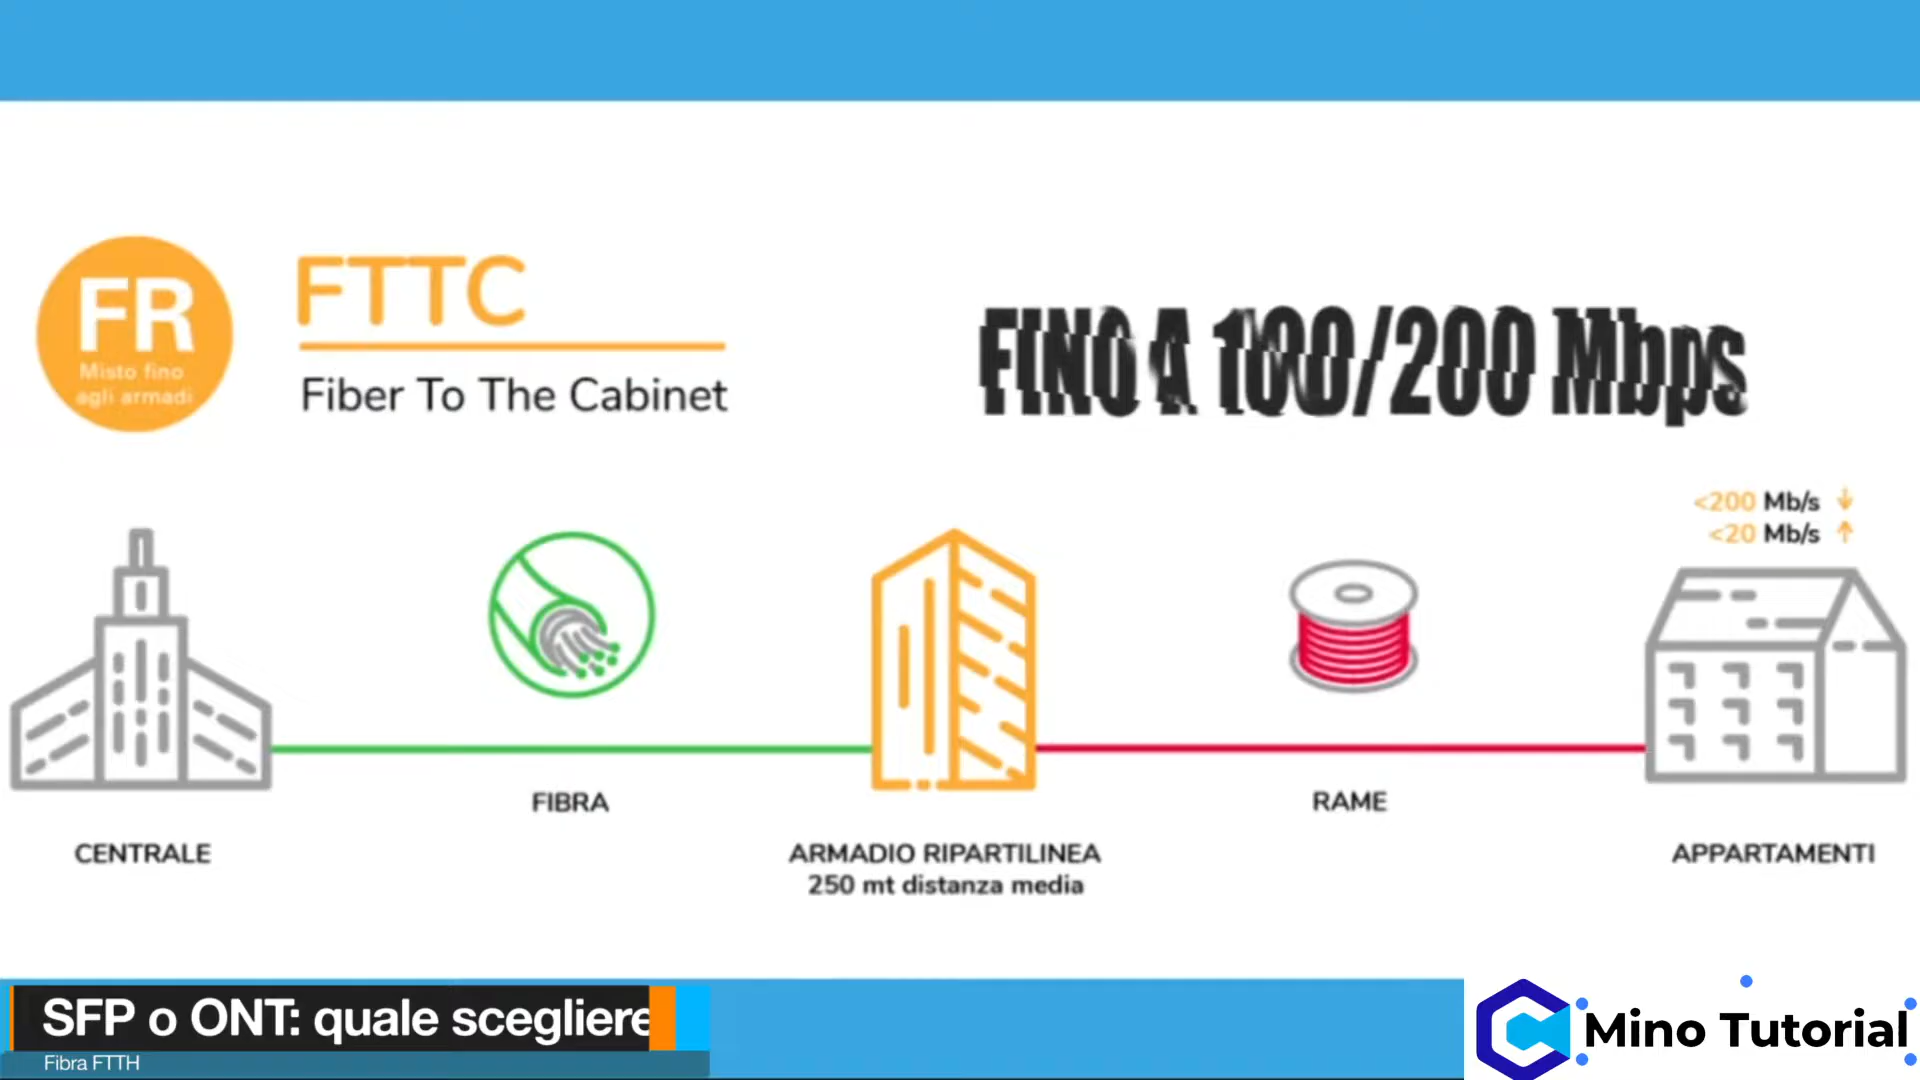 FR
Misto fino
agli armadi
FTTC
Fiber To The Cabinet
FINO A 100/200 Mbps
<200 Mb/s
<20 Mb/s
FIBRA
RAME
CENTRALE
ARMADIO RIPARTILINEA
250 mt distanza media
APPARTAMENTI
SFP o ONT: quale scegliere
Fibra FTTH
Mino Tutorial